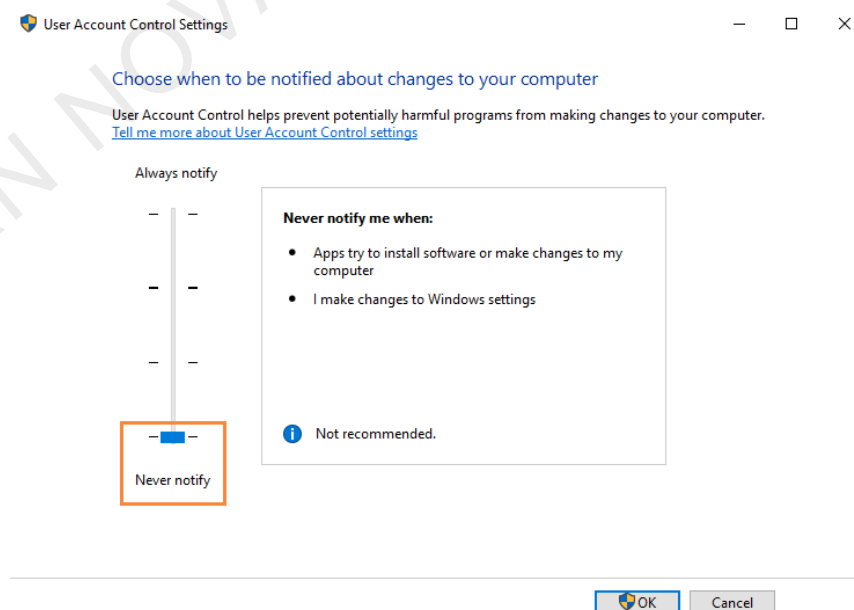 User Account Control Settings
Choose when to be notified about changes to your computer
User Account Control helps prevent potentially harmful programs from making changes to your computer.
Tell me more about User Account Control settings
Always notify
Never notify me when:
• Apps try to install software or make changes to my
computer
• I make changes to Windows settings
Not recommended.
Never notify
OK Cancel